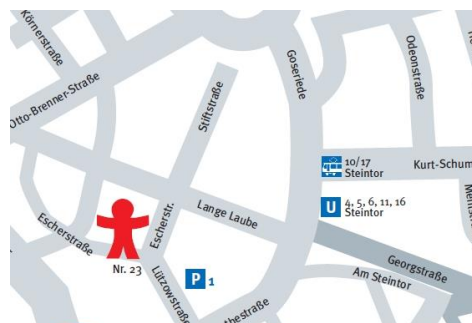 Körnerstraße
Otto-Brenner-Straße
Stiftstraße
Goseriede
Odeonstraße
10/17
Steintor
Kurt-Schum
U
4, 5, 6, 11, 16
Steintor
Escherstraße
Escherstr.
Lange Laube
Nr. 23
Lützowstraße
P 1
Georgstraße
Am Steintor